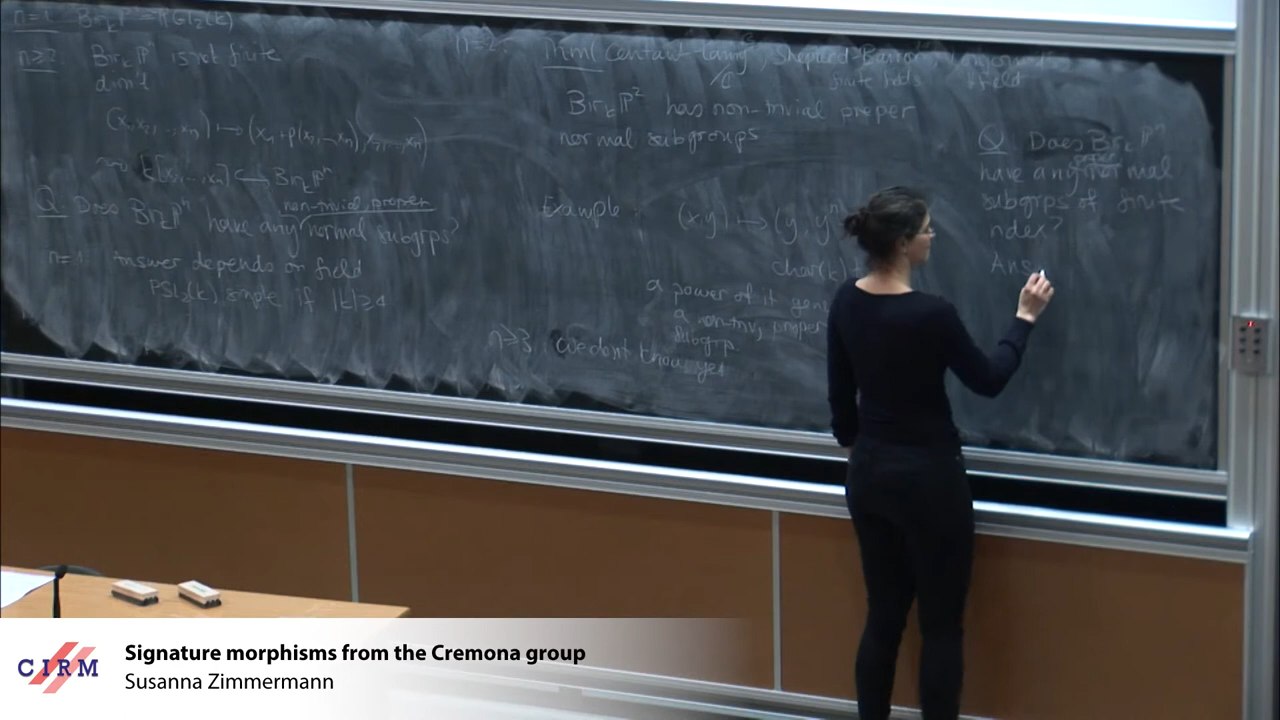 n=1 Bir_k P^1 = PGL_2(k)
n≥2 Bir_k P^n is not finite
dim'l
(x_1, x_2, ..., x_n) ↦ (x_1 + p(x_2, ..., x_n), x_2, ..., x_n)
k[x_2, ..., x_n] ↪ Bir_k P^n
Q Does Bir_k P^n have any non-trivial, proper normal subgrps?
n=1 answer depends on field
PSL_2(k) simple if |k|≥4
n=2 Thm (Cantat-Lamy, Shepherd-Barron,
/C finite fields field
Bir_k P^2 has non-trivial proper
normal subgroups
Example (x,y) ↦ (y, y^n
char(k)
a power of it gen
a non-triv, proper
subgrp
n≥3 we don't know yet
Q Does Bir_k P^n
have any proper normal
subgrps of finite
ndex?
Ans
CIRM
Signature morphisms from the Cremona group
Susanna Zimmermann